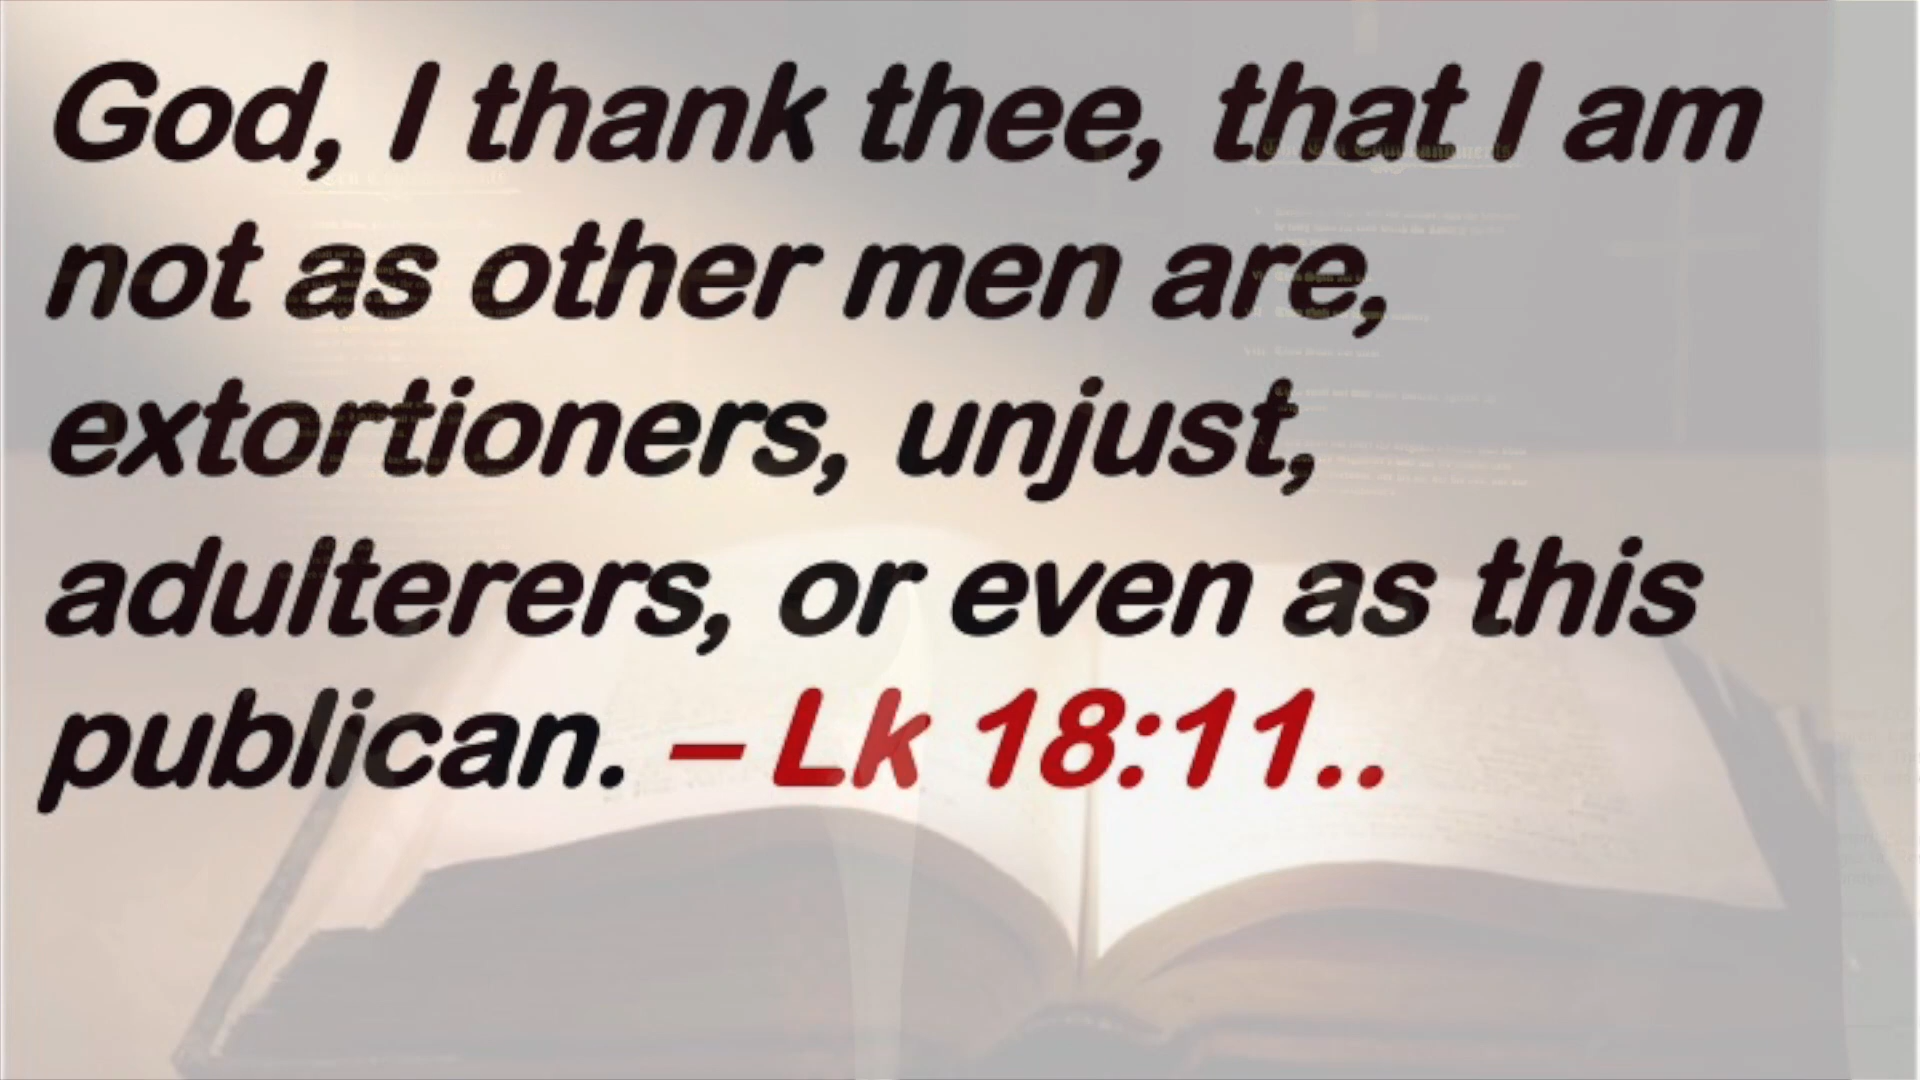 God, I thank thee, that I am
not as other men are,
extortioners, unjust,
adulterers, or even as this
publican. – Lk 18:11..